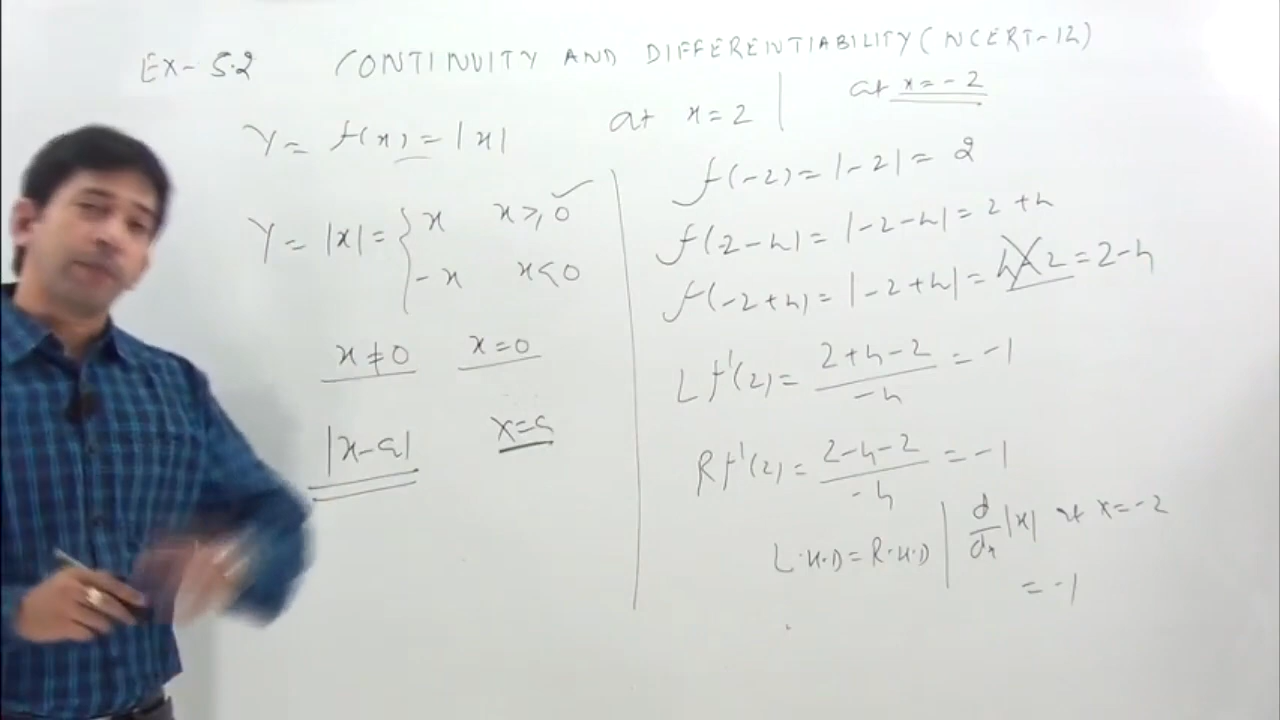 EX- 5.2 CONTINUITY AND DIFFERENTIABILITY (NCERT-12)
Y = f(x) = |x| at x = 2 | at x = -2
Y = |x| = { x x ≥ 0 ✓
-x x < 0
x ≠ 0 x = 0
|x-a| x = a
f(-2) = |-2| = 2
f(2-h) = |-2-h| = 2+h
f(-2+h) = |-2+h| = h-2 = 2-h
L f'(2) = 2+h-2 / -h = -1
R f'(2) = 2-h-2 / -h = -1
L.H.D = R.H.D | d/dx |x| at x = -2
= -1